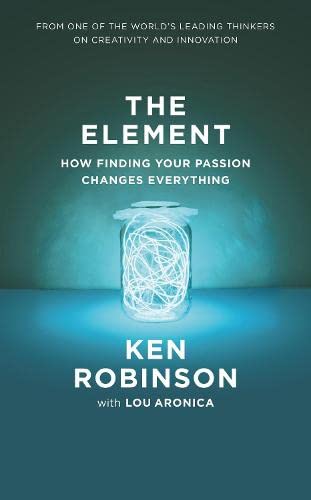 FROM ONE OF THE WORLD'S LEADING THINKERS
ON CREATIVITY AND INNOVATION
THE
ELEMENT
HOW FINDING YOUR PASSION
CHANGES EVERYTHING
KEN
ROBINSON
with LOU ARONICA